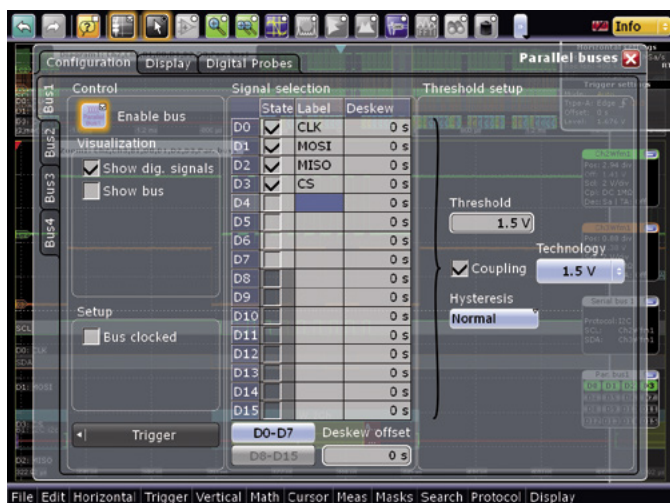 Info
Parallel buses
Configuration Display Digital Probes
Bus1
Bus2
Bus3
Bus4
Control
Enable bus
Visualization
Show dig. signals
Show bus
Setup
Bus clocked
Trigger
Signal selection
State Label Deskew
D0 CLK 0 s
D1 MOSI 0 s
D2 MISO 0 s
D3 CS 0 s
D4 0 s
D5 0 s
D6 0 s
D7 0 s
D8 0 s
D9 0 s
D10 0 s
D11 0 s
D12 0 s
D13 0 s
D14 0 s
D15 0 s
D0-D7 Deskew offset
D8-D15 0 s
Threshold setup
Threshold
1.5 V
Technology
Coupling 1.5 V
Hysteresis
Normal
File Edit Horizontal Trigger Vertical Math Cursor Meas Masks Search Protocol Display